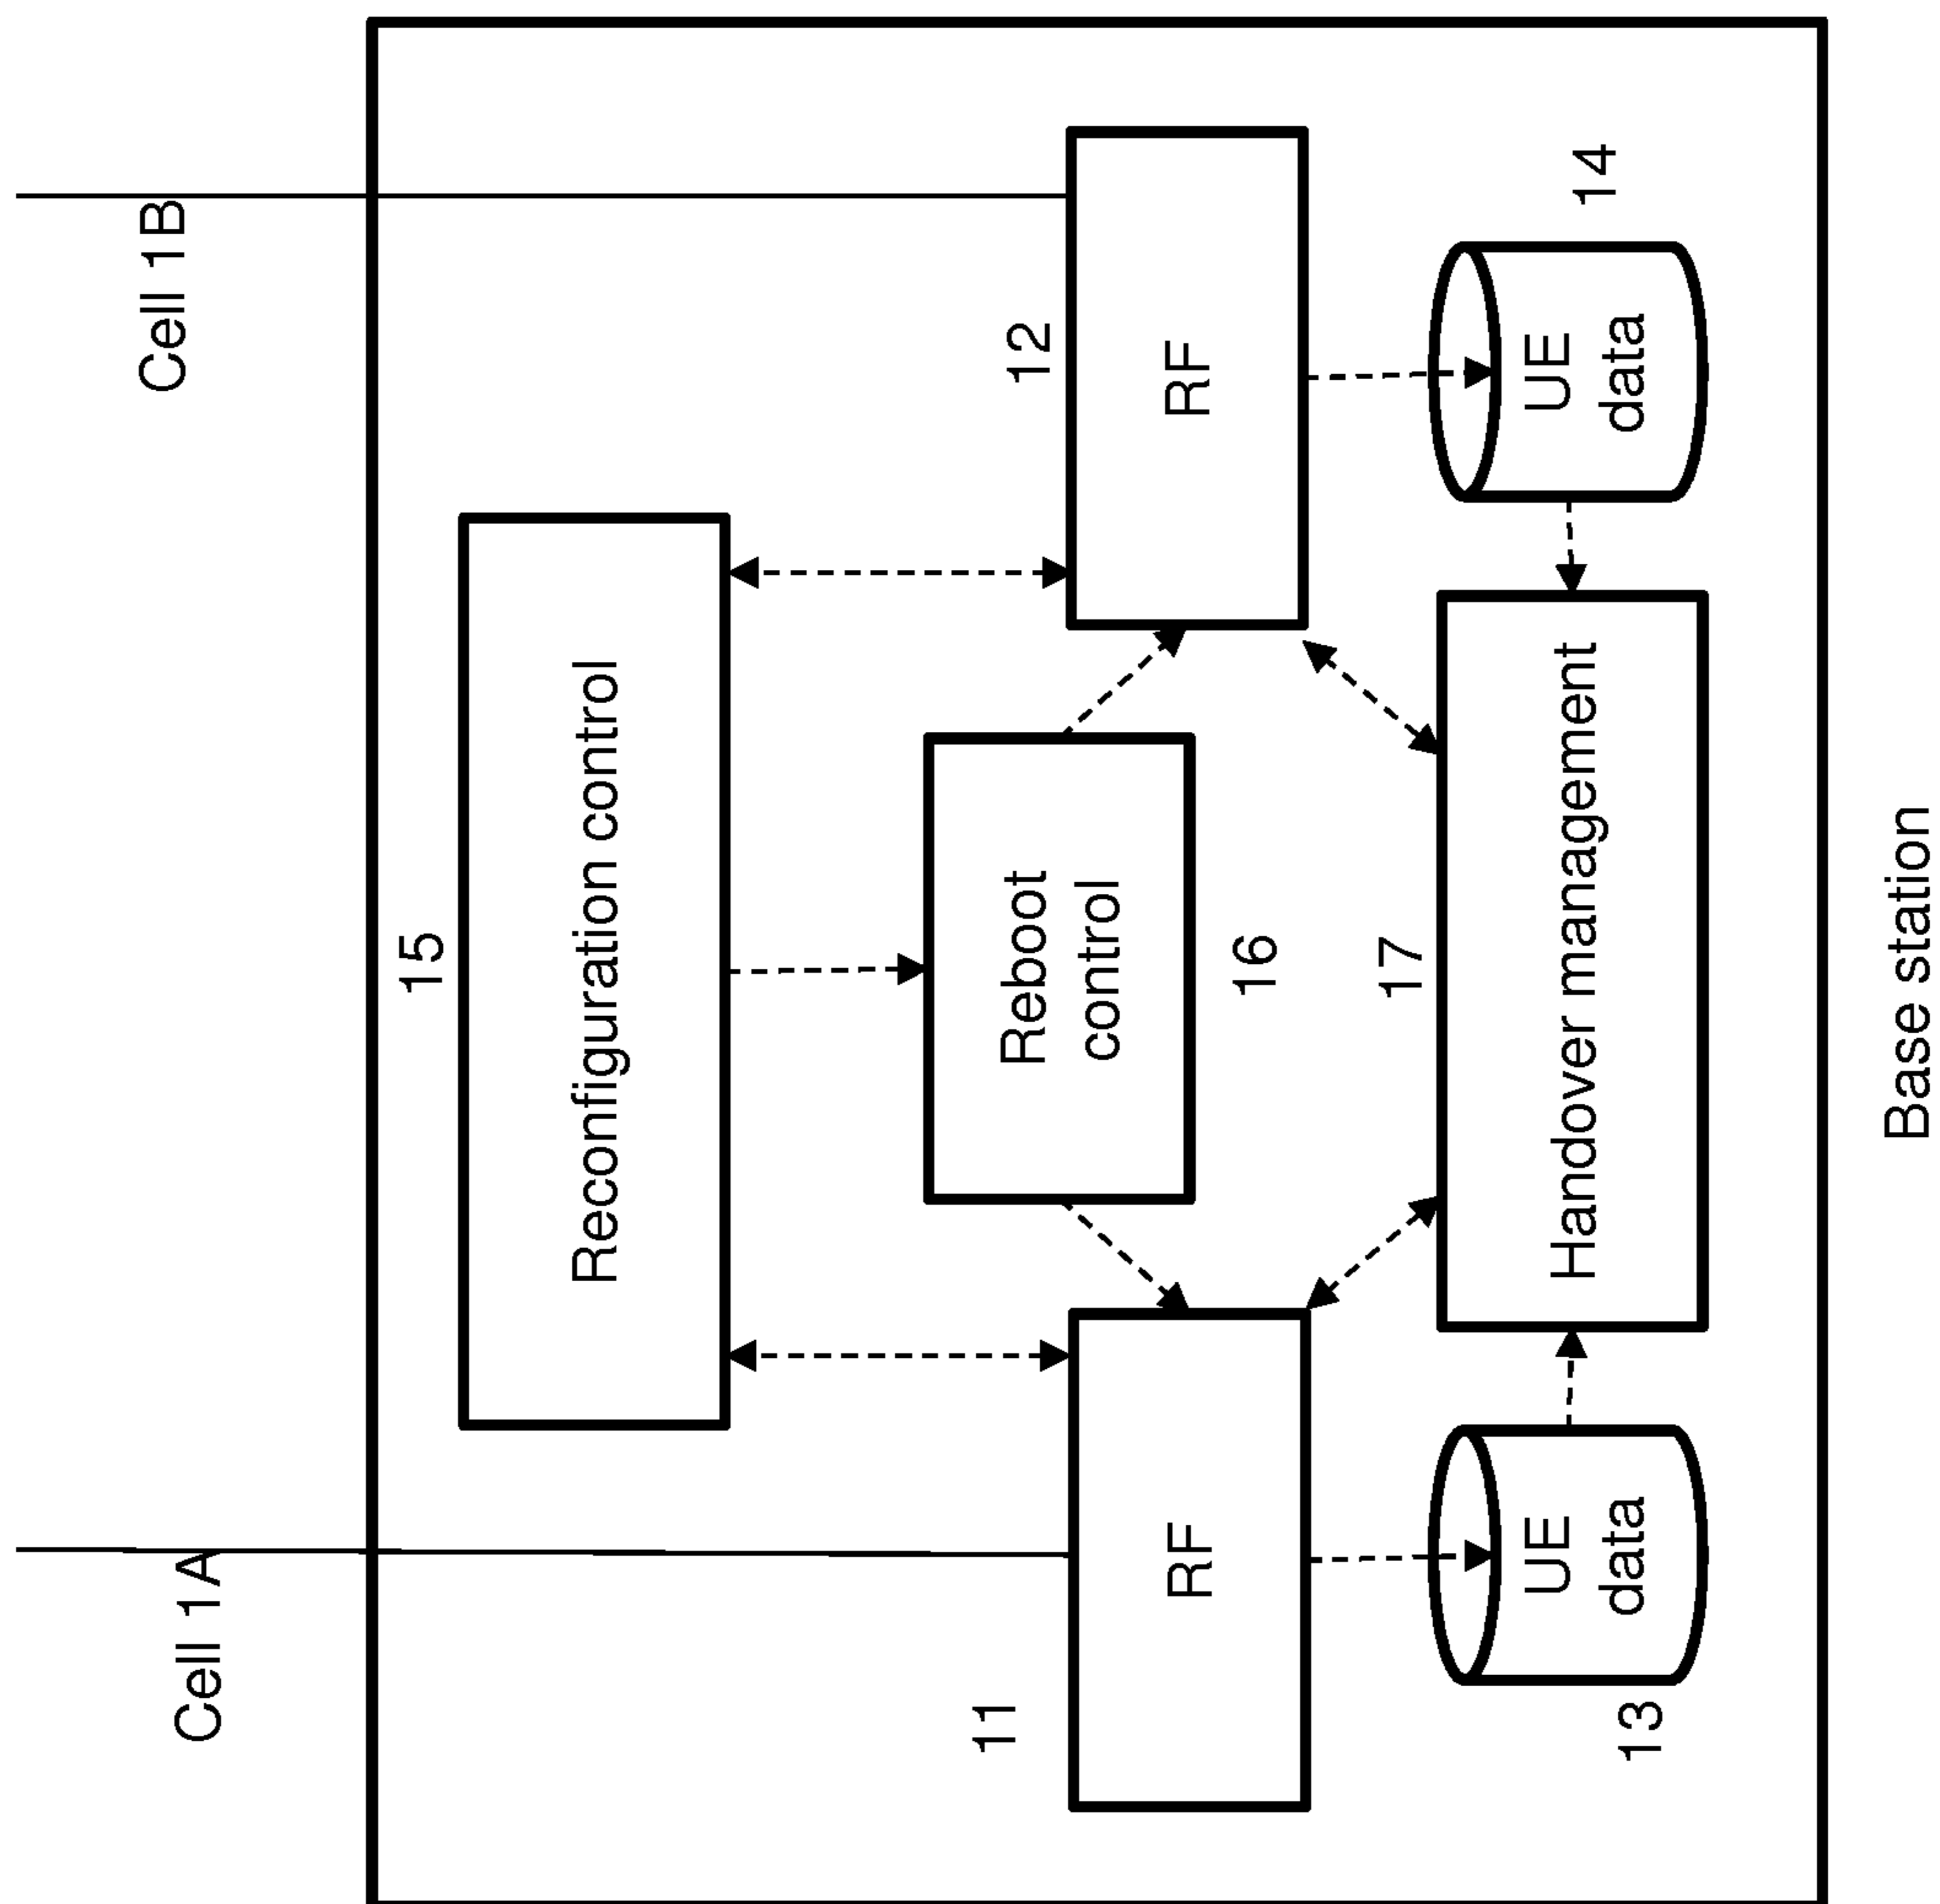 Cell 1A
Cell 1B
15
Reconfiguration control
11
12
RF
RF
Reboot
control
16
17
13
14
UE
data
Handover management
UE
data
Base station